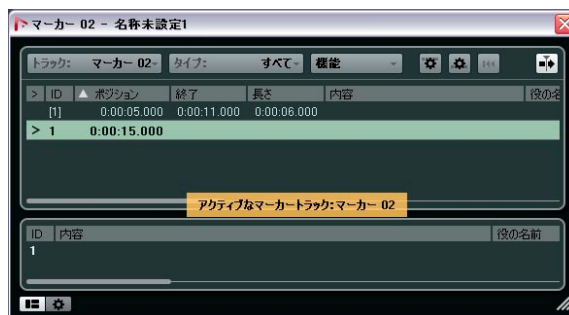 マーカー 02 - 名称未設定1
トラック: マーカー 02 タイプ: すべて 機能
> ID ポジション 終了 長さ 内容 役の名
[1] 0:00:05.000 0:00:11.000 0:00:06.000
> 1 0:00:15.000
アクティブなマーカートラック:マーカー 02
ID 内容 役の名前
1